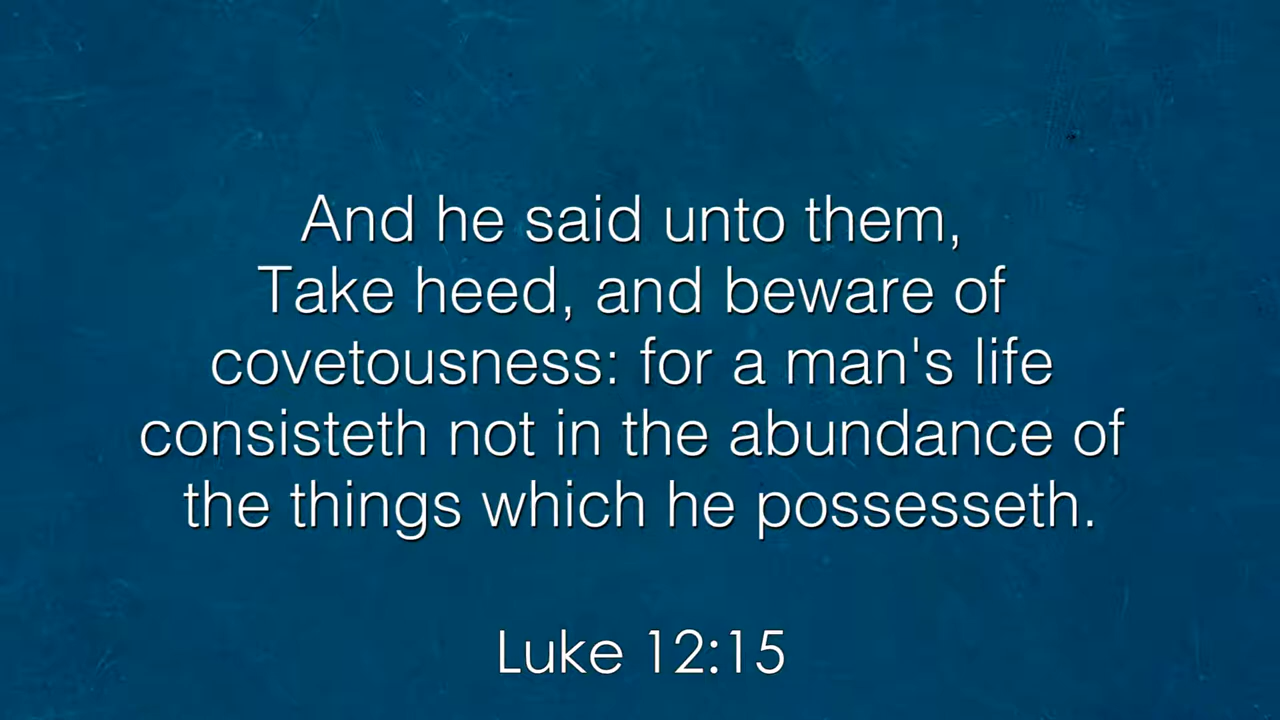 And he said unto them,
Take heed, and beware of
covetousness: for a man's life
consisteth not in the abundance of
the things which he possesseth.
Luke 12:15